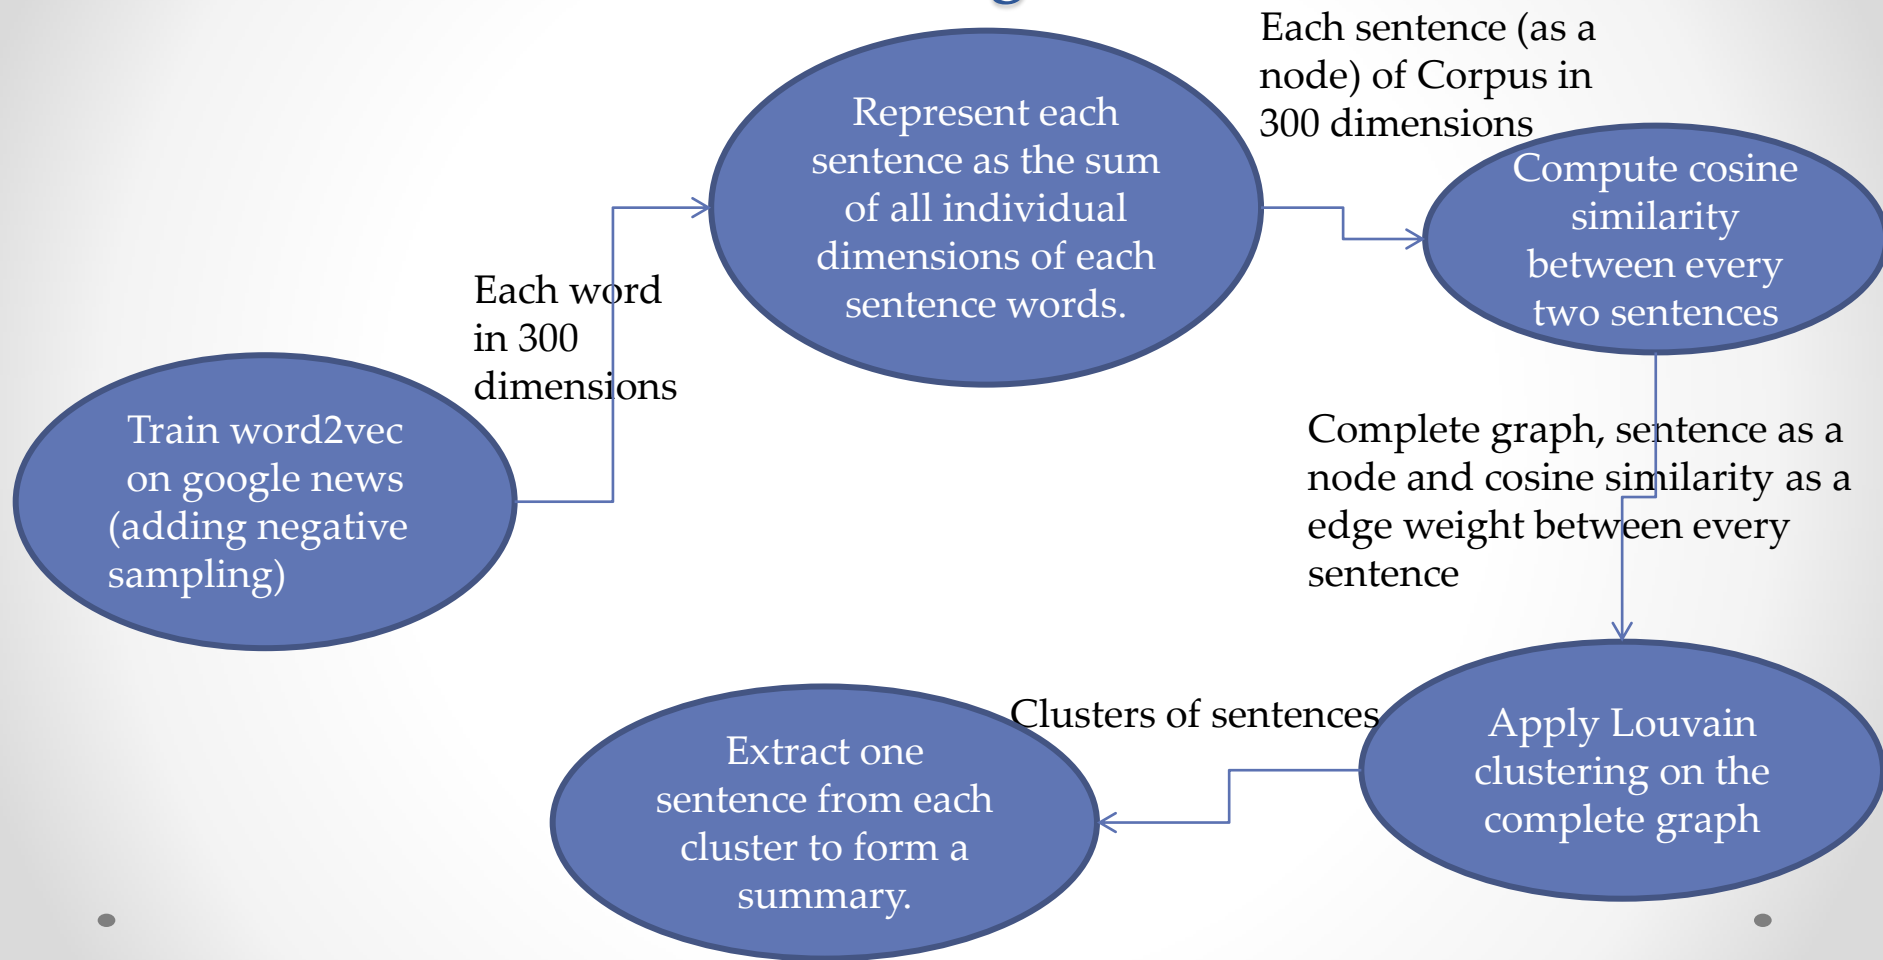 Train word2vec
on google news
(adding negative
sampling)
Each word
in 300
dimensions
Represent each
sentence as the sum
of all individual
dimensions of each
sentence words.
Each sentence (as a
node) of Corpus in
300 dimensions
Compute cosine
similarity
between every
two sentences
Complete graph, sentence as a
node and cosine similarity as a
edge weight between every
sentence
Apply Louvain
clustering on the
complete graph
Clusters of sentences
Extract one
sentence from each
cluster to form a
summary.